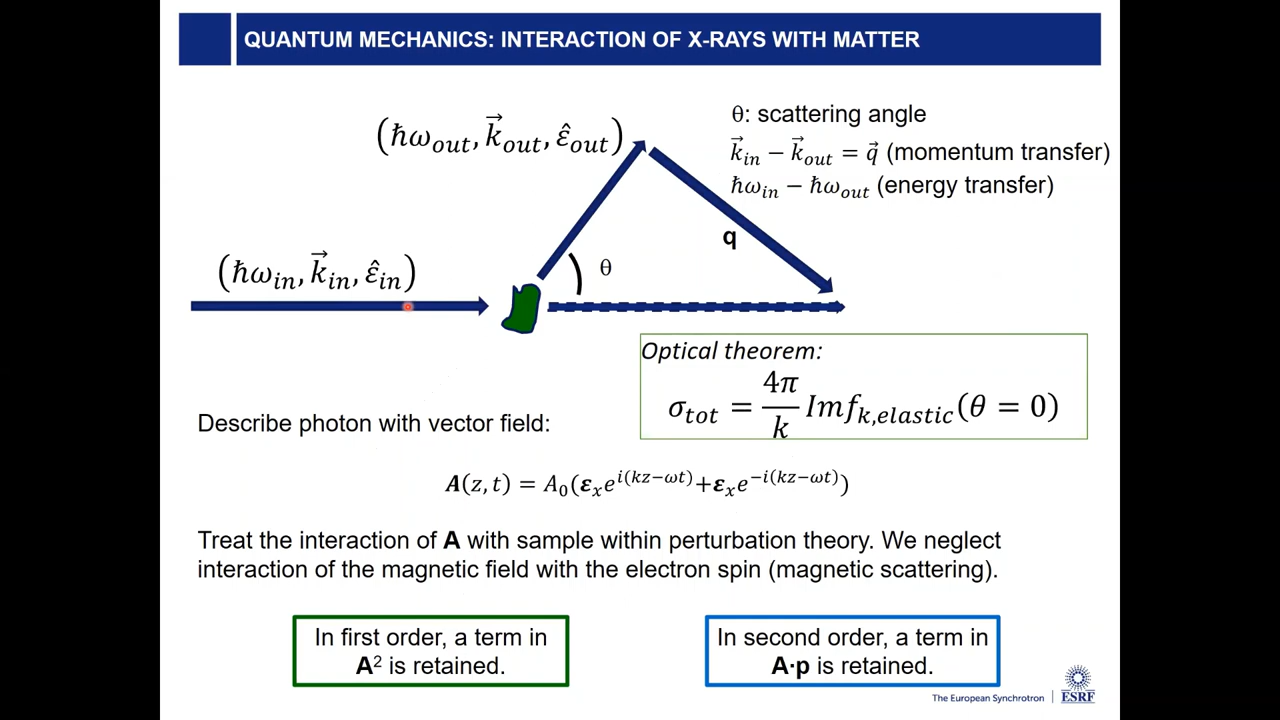 QUANTUM MECHANICS: INTERACTION OF X-RAYS WITH MATTER
(ℏω_out, k⃗_out, ε̂_out)
θ: scattering angle
k⃗_in − k⃗_out = q⃗ (momentum transfer)
ℏω_in − ℏω_out (energy transfer)
q
(ℏω_in, k⃗_in, ε̂_in)
θ
Optical theorem:
σ_tot = 4π/k Imf_k,elastic(θ = 0)
Describe photon with vector field:
A(z, t) = A₀(ε_x e^{i(kz−ωt)}+ε_x e^{−i(kz−ωt)})
Treat the interaction of A with sample within perturbation theory. We neglect
interaction of the magnetic field with the electron spin (magnetic scattering).
In first order, a term in
A² is retained.
In second order, a term in
A·p is retained.
The European Synchrotron | ESRF